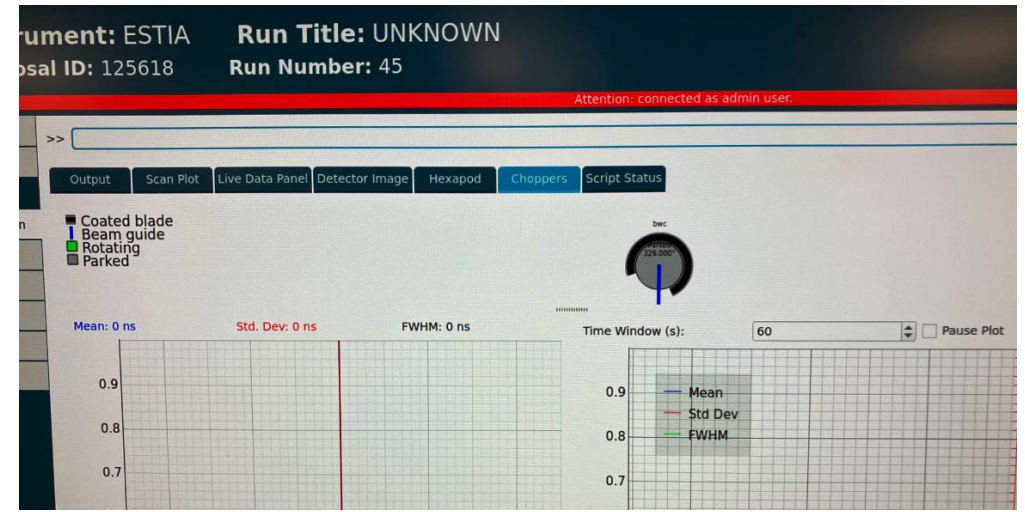 rument: ESTIA Run Title: UNKNOWN
osal ID: 125618 Run Number: 45
Attention: connected as admin user.
>>
Output Scan Plot Live Data Panel Detector Image Hexapod Choppers Script Status
n
Coated blade
Beam guide
Rotating
Parked
bwc
326.000°
Mean: 0 ns Std. Dev: 0 ns FWHM: 0 ns
Time Window (s): 60 Pause Plot
0.9
0.8
0.7
0.9
0.8
0.7
Mean
Std Dev
FWHM